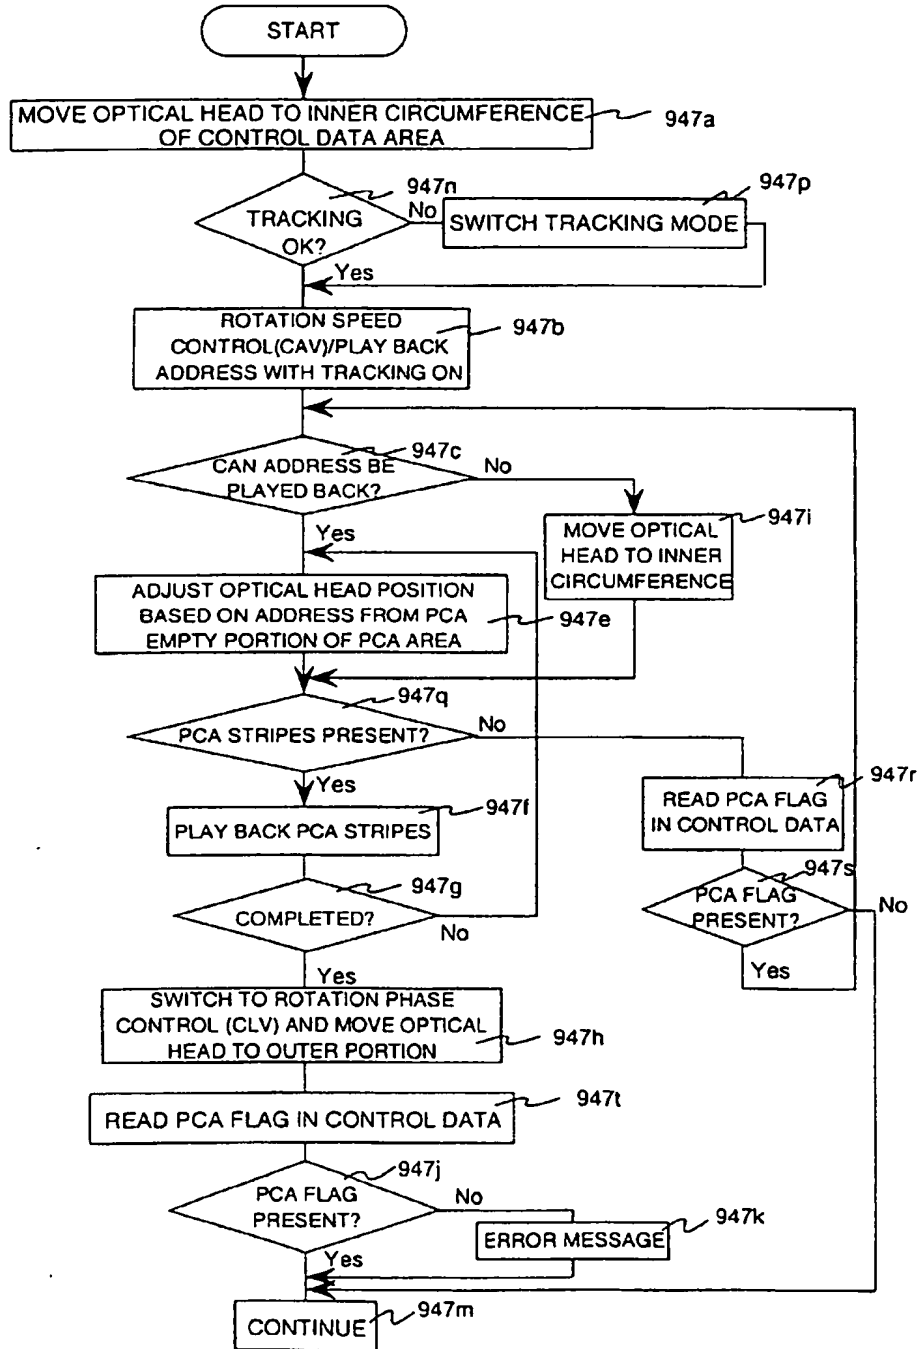 START
MOVE OPTICAL HEAD TO INNER CIRCUMFERENCE
OF CONTROL DATA AREA
947a
947n
TRACKING
OK?
No
947p
SWITCH TRACKING MODE
Yes
ROTATION SPEED
CONTROL(CAV)/PLAY BACK
ADDRESS WITH TRACKING ON
947b
947c
CAN ADDRESS BE
PLAYED BACK?
No
Yes
947i
MOVE OPTICAL
HEAD TO INNER
CIRCUMFERENCE
ADJUST OPTICAL HEAD POSITION
BASED ON ADDRESS FROM PCA
EMPTY PORTION OF PCA AREA
947e
947q
PCA STRIPES PRESENT?
No
Yes
947r
READ PCA FLAG
IN CONTROL DATA
947f
PLAY BACK PCA STRIPES
947s
PCA FLAG
PRESENT?
No
Yes
947g
COMPLETED?
No
Yes
SWITCH TO ROTATION PHASE
CONTROL (CLV) AND MOVE OPTICAL
HEAD TO OUTER PORTION
947h
947t
READ PCA FLAG IN CONTROL DATA
947j
PCA FLAG
PRESENT?
No
947k
ERROR MESSAGE
Yes
947m
CONTINUE